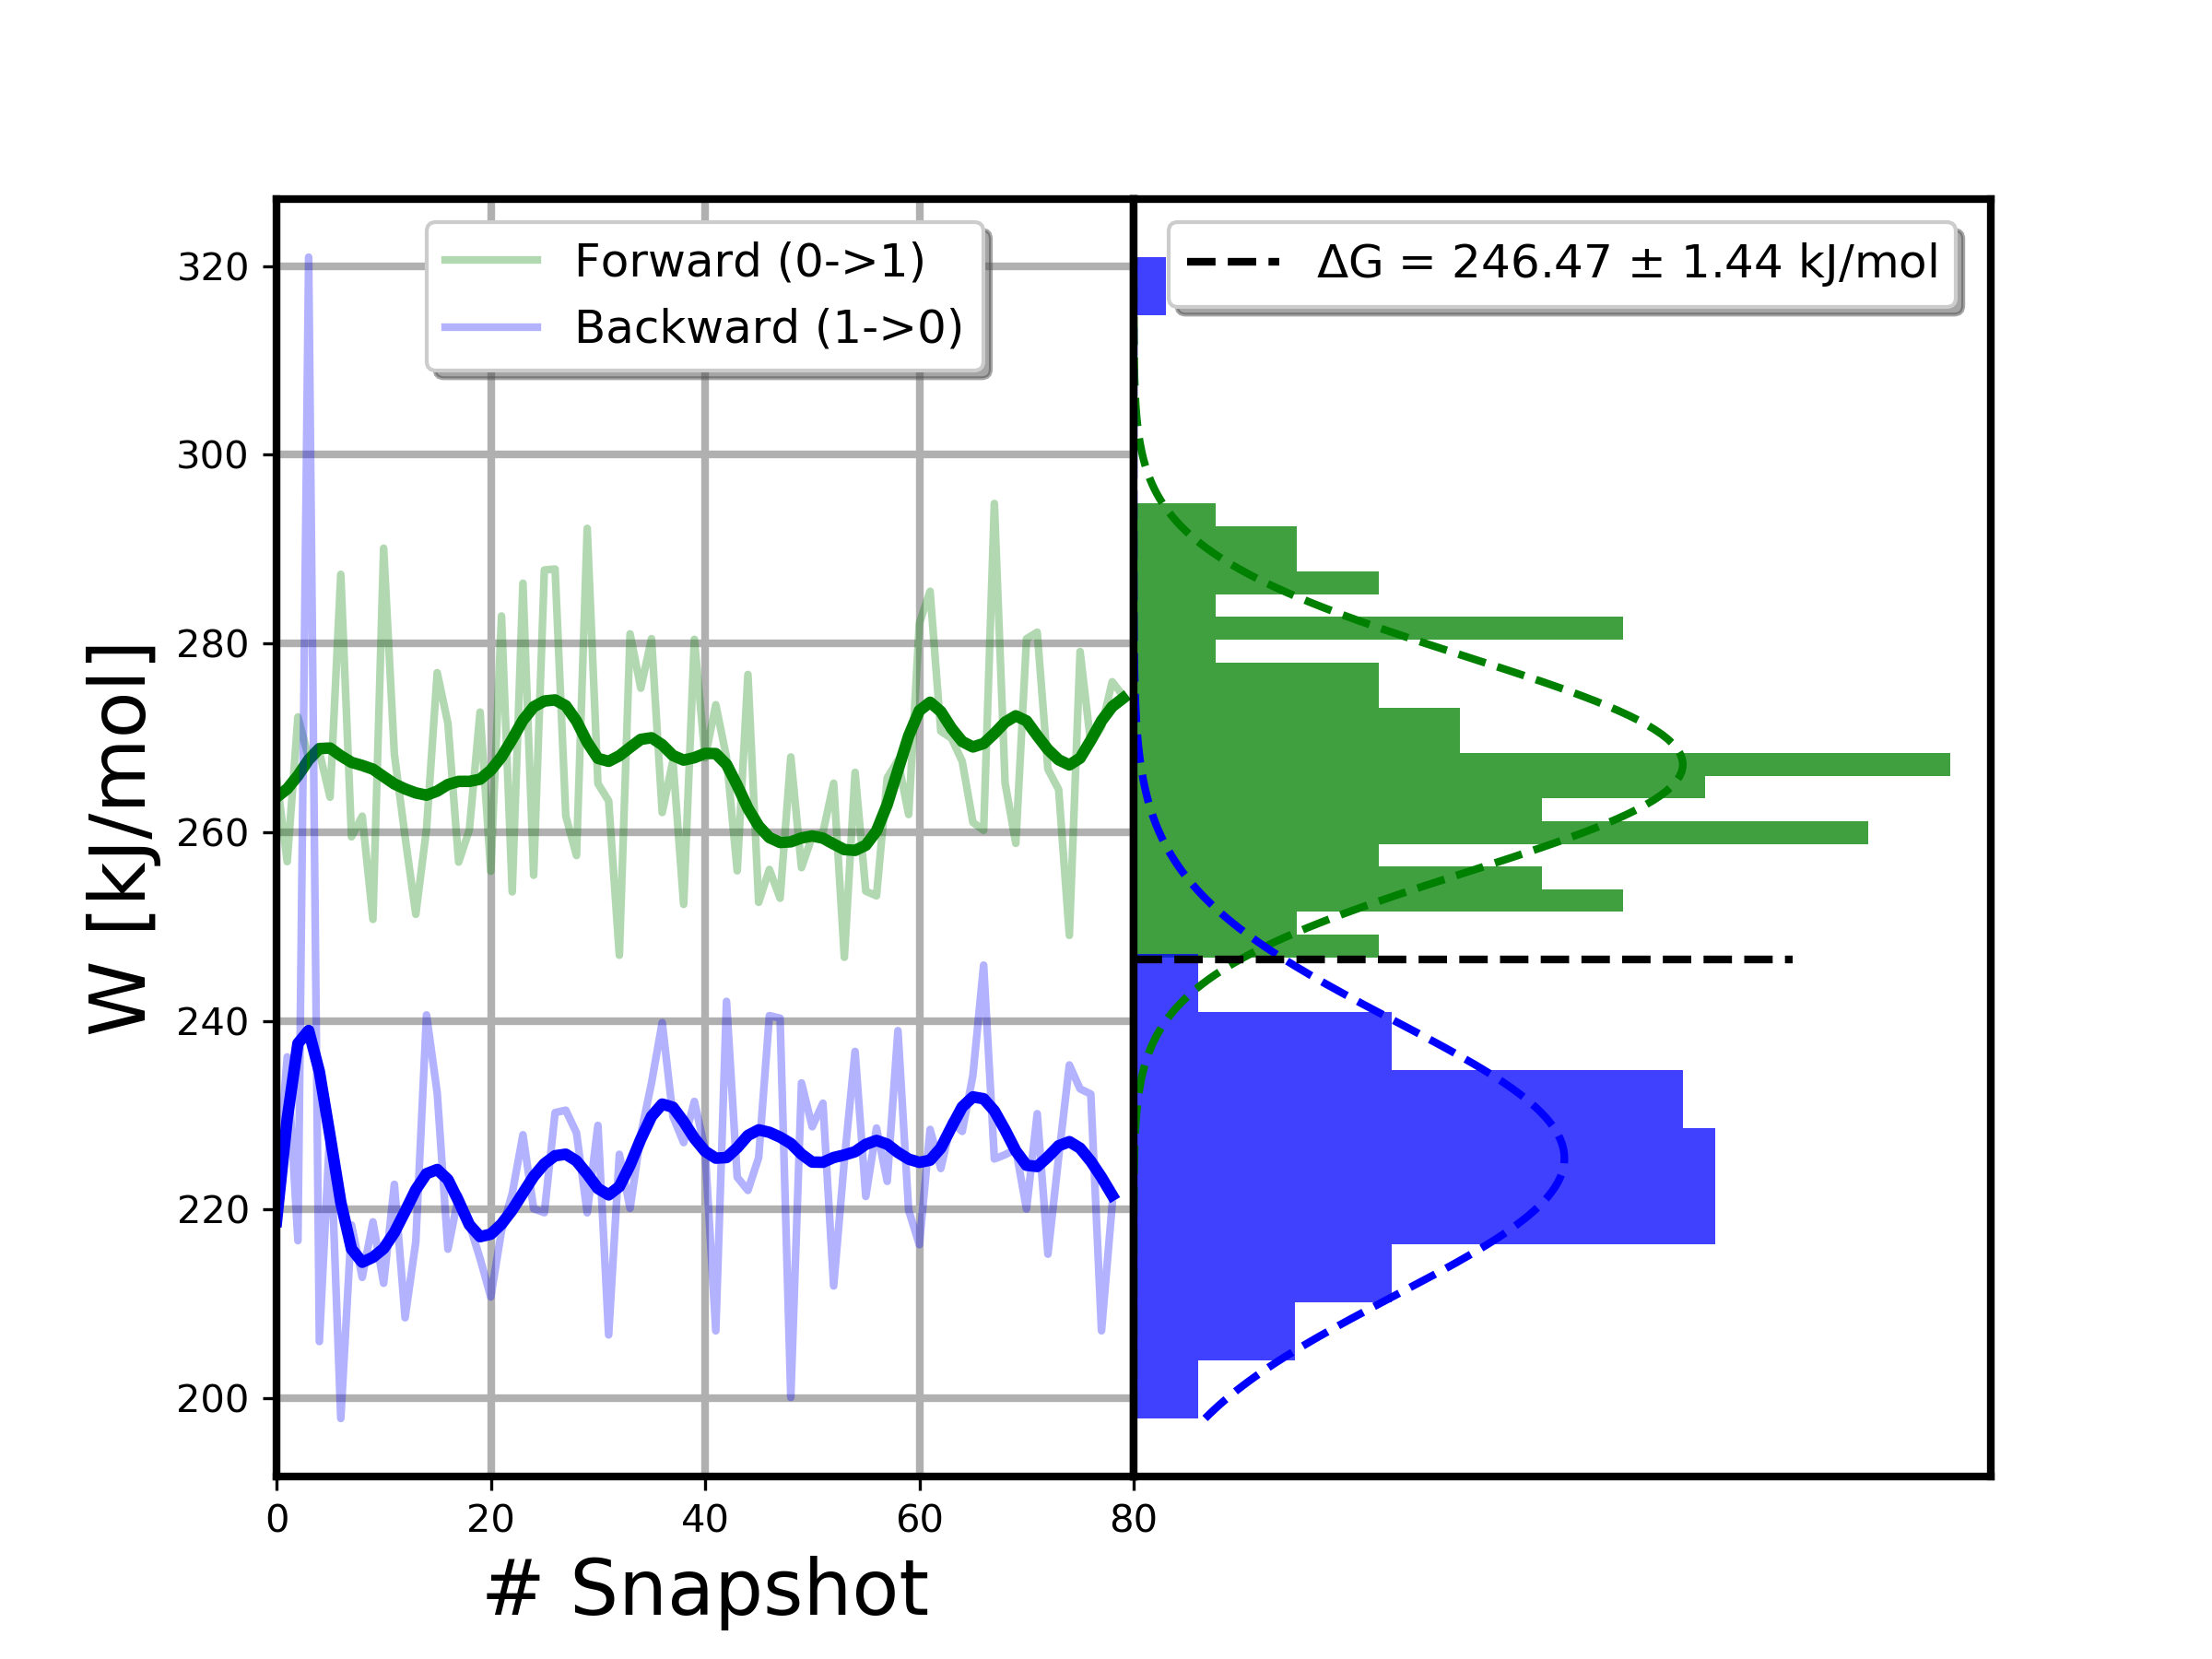 Forward (0->1)
Backward (1->0)
ΔG = 246.47 ± 1.44 kJ/mol
W [kJ/mol]
320
300
280
260
240
220
200
0 20 40 60 80
# Snapshot